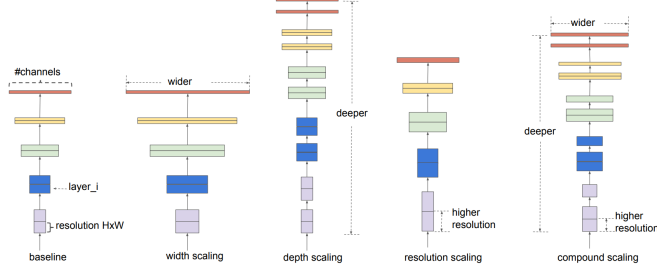 #channels
layer_i
resolution HxW
baseline
wider
width scaling
deeper
depth scaling
higher
resolution
resolution scaling
wider
deeper
higher
resolution
compound scaling